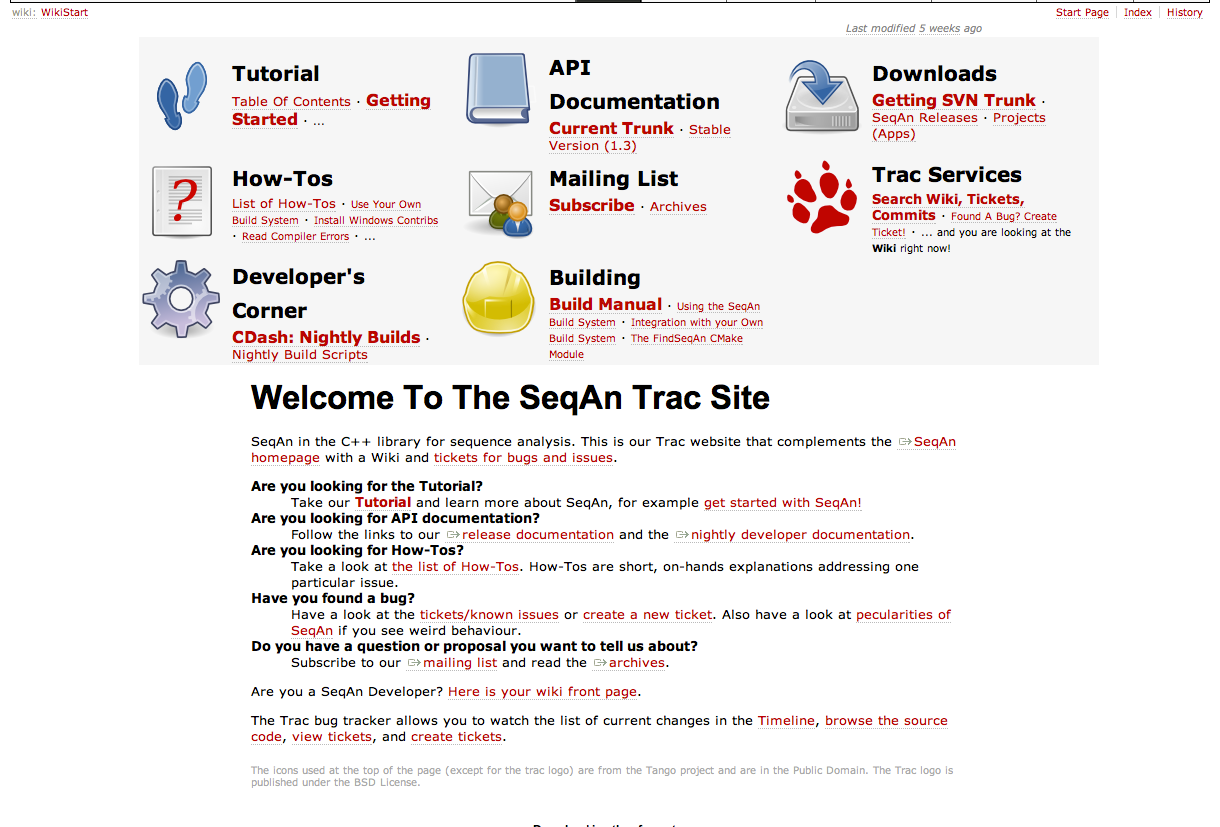 wiki: WikiStart
Start Page | Index | History
Last modified 5 weeks ago
Tutorial
Table Of Contents · Getting
Started · ...
API
Documentation
Current Trunk · Stable
Version (1.3)
Downloads
Getting SVN Trunk ·
SeqAn Releases · Projects
(Apps)
How-Tos
List of How-Tos · Use Your Own
Build System · Install Windows Contribs
· Read Compiler Errors · ...
Mailing List
Subscribe · Archives
Trac Services
Search Wiki, Tickets,
Commits · Found A Bug? Create
Ticket! · ... and you are looking at the
Wiki right now!
Developer's
Corner
CDash: Nightly Builds ·
Nightly Build Scripts
Building
Build Manual · Using the SeqAn
Build System · Integration with your Own
Build System · The FindSeqAn CMake
Module
Welcome To The SeqAn Trac Site
SeqAn in the C++ library for sequence analysis. This is our Trac website that complements the SeqAn
homepage with a Wiki and tickets for bugs and issues.
Are you looking for the Tutorial?
Take our Tutorial and learn more about SeqAn, for example get started with SeqAn!
Are you looking for API documentation?
Follow the links to our release documentation and the nightly developer documentation.
Are you looking for How-Tos?
Take a look at the list of How-Tos. How-Tos are short, on-hands explanations addressing one
particular issue.
Have you found a bug?
Have a look at the tickets/known issues or create a new ticket. Also have a look at pecularities of
SeqAn if you see weird behaviour.
Do you have a question or proposal you want to tell us about?
Subscribe to our mailing list and read the archives.
Are you a SeqAn Developer? Here is your wiki front page.
The Trac bug tracker allows you to watch the list of current changes in the Timeline, browse the source
code, view tickets, and create tickets.
The icons used at the top of the page (except for the trac logo) are from the Tango project and are in the Public Domain. The Trac logo is
published under the BSD License.